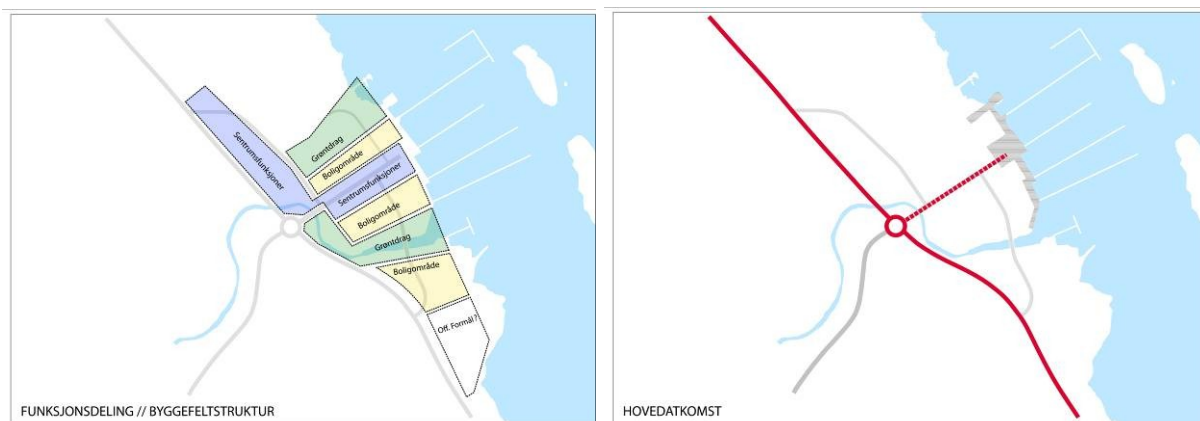 Sentrumsfunksjoner
Grøntdrag
Boligområde
Sentrumsfunksjoner
Boligområde
Grøntdrag
Boligområde
Off. Formål ?
FUNKSJONSDELING // BYGGEFELTSTRUKTUR
HOVEDATKOMST